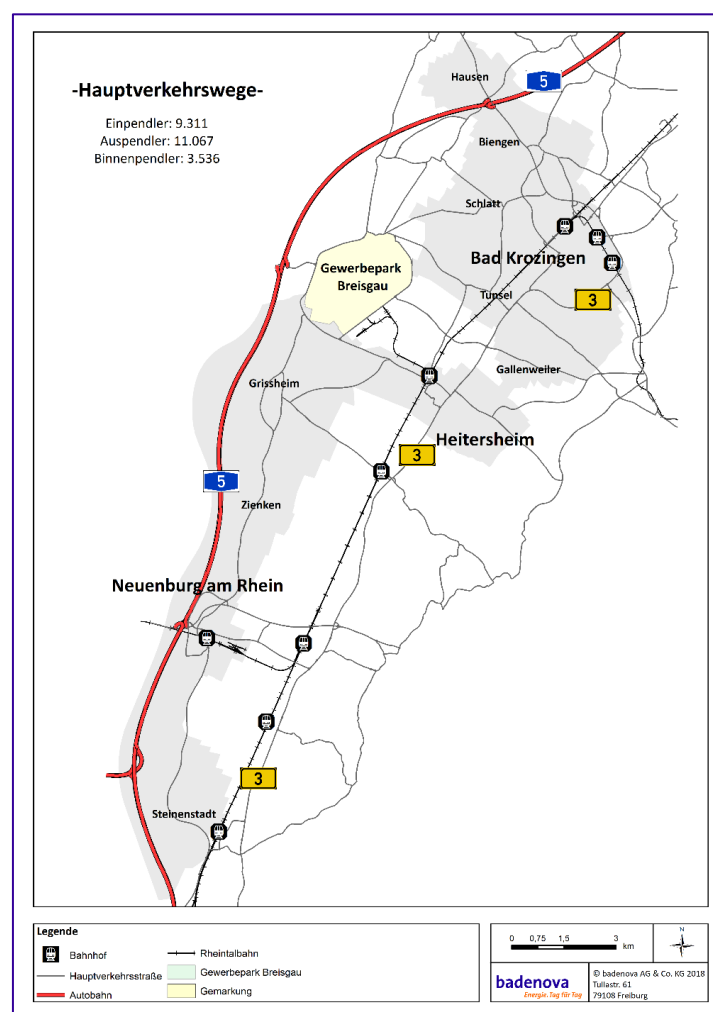 -Hauptverkehrswege-
Einpendler: 9.311
Auspendler: 11.067
Binnenpendler: 3.536
Hausen
5
Biengen
Schlatt
Bad Krozingen
Gewerbepark
Breisgau
Tunsel
3
Gallenweiler
Grissheim
Heitersheim
3
5
Zienken
Neuenburg am Rhein
3
Steinenstadt
Legende
Bahnhof
Rheintalbahn
Hauptverkehrsstraße
Gewerbepark Breisgau
Autobahn
Gemarkung
0 0,75 1,5 3
km
N
badenova
Energie. Tag für Tag
© badenova AG & Co. KG 2018
Tullastr. 61
79108 Freiburg